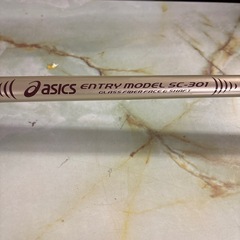 asics ENTRY MODEL SC-301
GLASS FIBER FACE & SHAFT